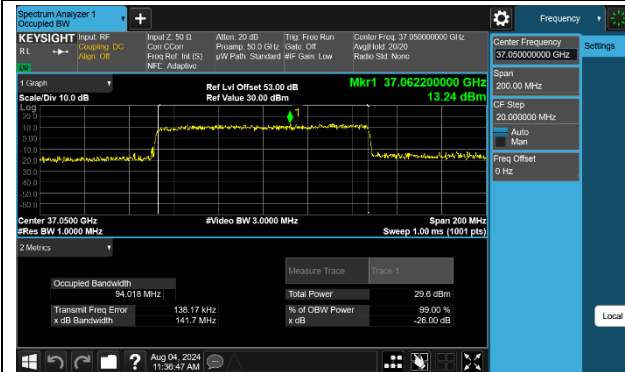 Spectrum Analyzer 1
Occupied BW
Frequency
KEYSIGHT Input: RF
RL
Coupling: DC
Align: Off
Input Z: 50 Ω
Corr CCorr
Freq Ref: Int (S)
NFE: Adaptive
Atten: 20 dB
Preamp: 50.0 GHz
µW Path: Standard
Trig: Free Run
Gate: Off
#IF Gain: Low
Center Freq: 37.050000000 GHz
Avg|Hold: 20/20
Radio Std: None
Center Frequency
37.050000000 GHz
Settings
Span
200.00 MHz
CF Step
20.000000 MHz
Auto
Man
Freq Offset
0 Hz
1 Graph
Scale/Div 10.0 dB
Ref Lvl Offset 53.00 dB
Ref Value 30.00 dBm
Mkr1 37.062200000 GHz
13.24 dBm
Log
20.0
10.0
0.00
-10.0
-20.0
-30.0
-40.0
-50.0
-60.0
1
Center 37.0500 GHz
#Res BW 1.0000 MHz
#Video BW 3.0000 MHz
Span 200 MHz
Sweep 1.00 ms (1001 pts)
2 Metrics
Measure Trace
Trace 1
Occupied Bandwidth
94.018 MHz
Total Power
29.6 dBm
Transmit Freq Error
138.17 kHz
% of OBW Power
99.00 %
x dB Bandwidth
141.7 MHz
x dB
-26.00 dB
Local
?
Aug 04, 2024
11:36:47 AM